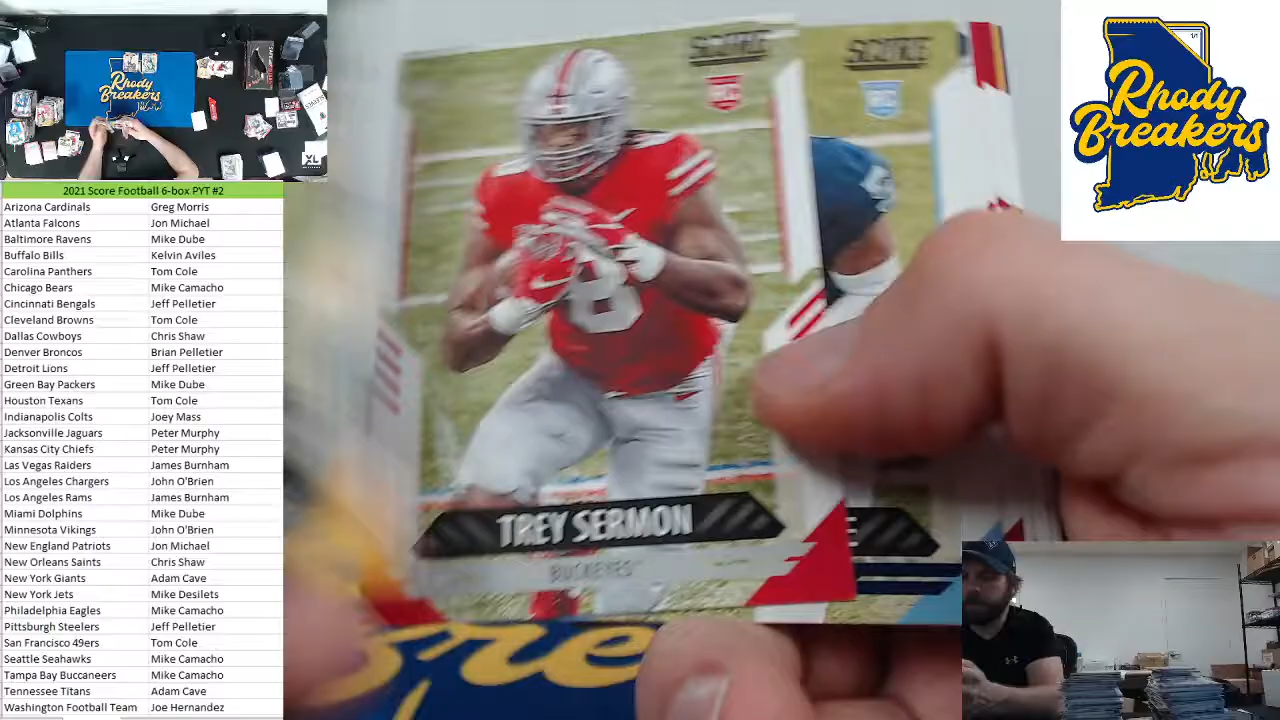 Rhody
Breakers
XL
2021 Score Football 6-box PYT #2
Arizona Cardinals Greg Morris
Atlanta Falcons Jon Michael
Baltimore Ravens Mike Dube
Buffalo Bills Kelvin Aviles
Carolina Panthers Tom Cole
Chicago Bears Mike Camacho
Cincinnati Bengals Jeff Pelletier
Cleveland Browns Tom Cole
Dallas Cowboys Chris Shaw
Denver Broncos Brian Pelletier
Detroit Lions Jeff Pelletier
Green Bay Packers Mike Dube
Houston Texans Tom Cole
Indianapolis Colts Joey Mass
Jacksonville Jaguars Peter Murphy
Kansas City Chiefs Peter Murphy
Las Vegas Raiders James Burnham
Los Angeles Chargers John O'Brien
Los Angeles Rams James Burnham
Miami Dolphins Mike Dube
Minnesota Vikings John O'Brien
New England Patriots Jon Michael
New Orleans Saints Chris Shaw
New York Giants Adam Cave
New York Jets Mike Desilets
Philadelphia Eagles Mike Camacho
Pittsburgh Steelers Jeff Pelletier
San Francisco 49ers Tom Cole
Seattle Seahawks Mike Camacho
Tampa Bay Buccaneers Mike Camacho
Tennessee Titans Adam Cave
Washington Football Team Joe Hernandez
SCORE
SCORE
8
TREY SERMON
BUCKEYES
E
re
1/1
Rhody
Breakers